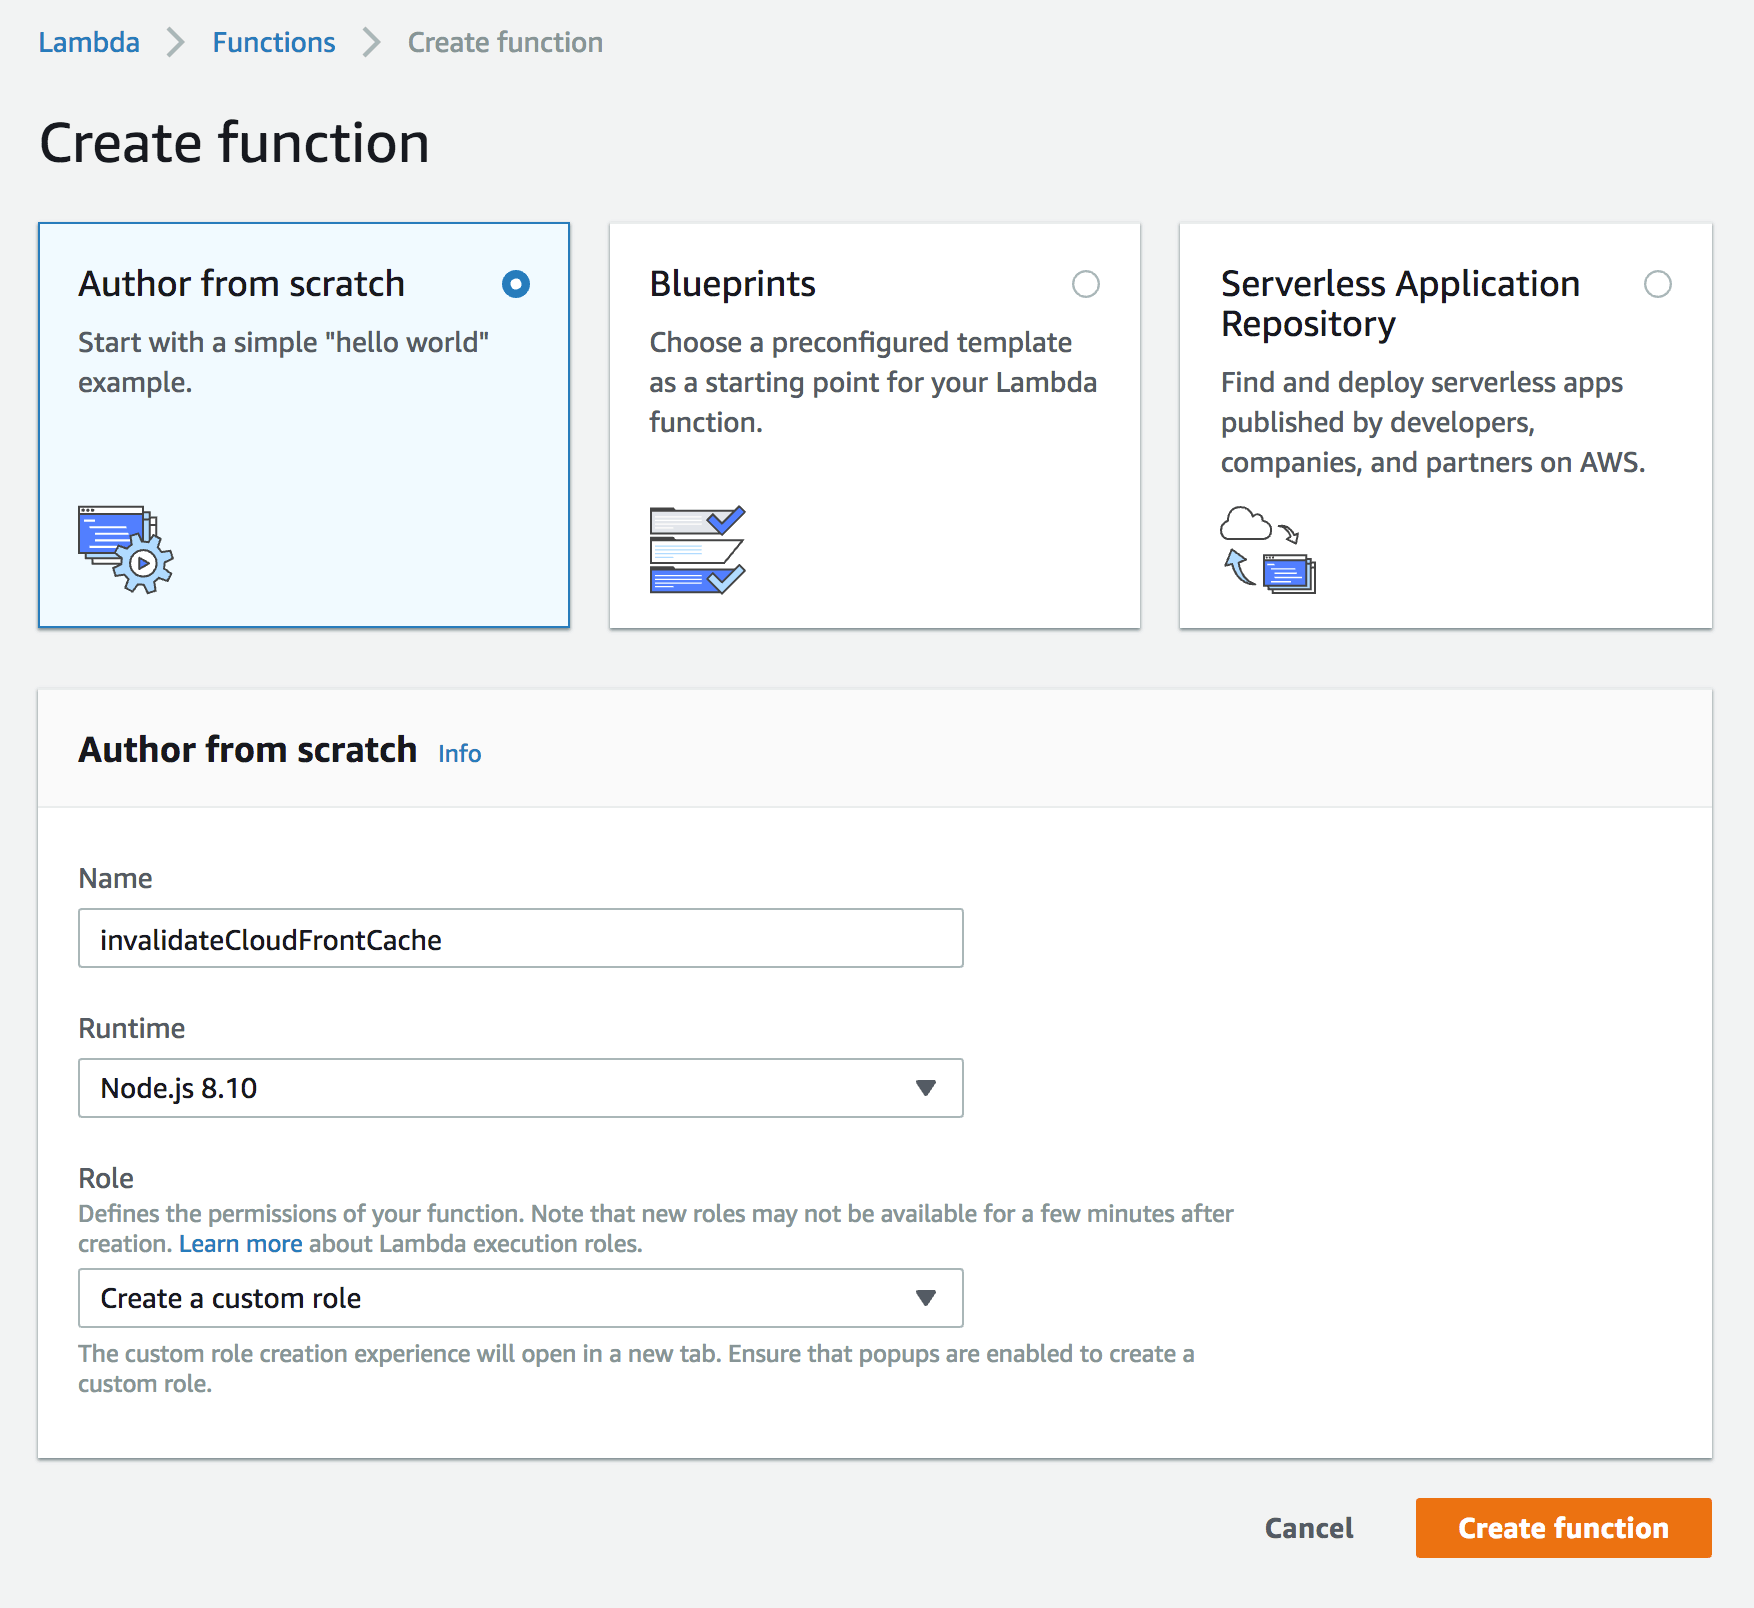 Lambda > Functions > Create function
Create function
Author from scratch
Start with a simple "hello world"
example.
Blueprints
Choose a preconfigured template
as a starting point for your Lambda
function.
Serverless Application
Repository
Find and deploy serverless apps
published by developers,
companies, and partners on AWS.
Author from scratch Info
Name
invalidateCloudFrontCache
Runtime
Node.js 8.10
Role
Defines the permissions of your function. Note that new roles may not be available for a few minutes after
creation. Learn more about Lambda execution roles.
Create a custom role
The custom role creation experience will open in a new tab. Ensure that popups are enabled to create a
custom role.
Cancel
Create function